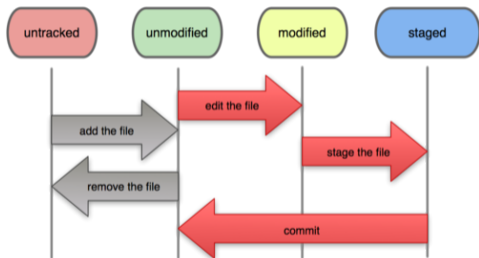 untracked
unmodified
modified
staged
edit the file
add the file
stage the file
remove the file
commit